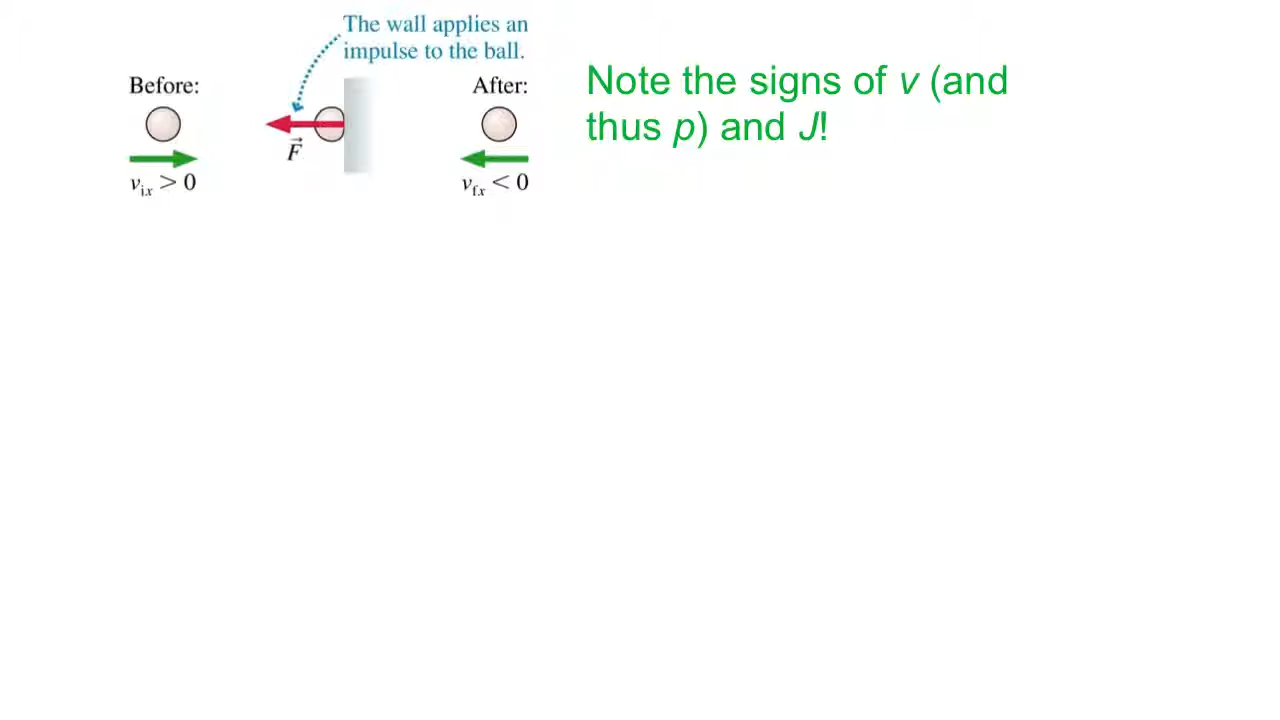 The wall applies an
impulse to the ball.
Before:
After:
F
vix > 0
vfx < 0
Note the signs of v (and
thus p) and J!